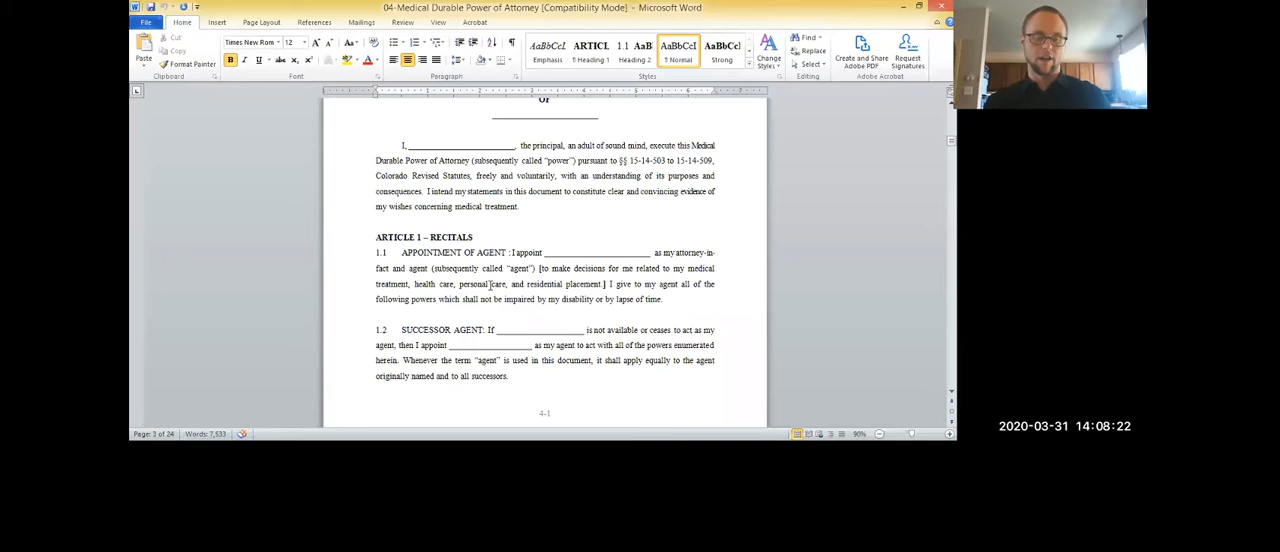 04-Medical Durable Power of Attorney [Compatibility Mode] - Microsoft Word
File Home Insert Page Layout References Mailings Review View Acrobat
Paste
Cut
Copy
Format Painter
Clipboard
Times New Rom 12
Font
Paragraph
AaBbCcL AABBCCL 1.1 AaB AaBbCcI AaBbCcl
Emphasis ¶ Heading 1 Heading 2 ¶ Normal Strong
Change Styles
Styles
Find
Replace
Select
Editing
Create and Share Adobe PDF
Request Signatures
Adobe Acrobat
OF
I, , the principal, an adult of sound mind, execute this Medical
Durable Power of Attorney (subsequently called “power”) pursuant to §§ 15-14-503 to 15-14-509,
Colorado Revised Statutes, freely and voluntarily, with an understanding of its purposes and
consequences. I intend my statements in this document to constitute clear and convincing evidence of
my wishes concerning medical treatment.
ARTICLE 1 – RECITALS
1.1 APPOINTMENT OF AGENT : I appoint as my attorney-in-
fact and agent (subsequently called “agent”) [to make decisions for me related to my medical
treatment, health care, personal care, and residential placement.] I give to my agent all of the
following powers which shall not be impaired by my disability or by lapse of time.
1.2 SUCCESSOR AGENT: If is not available or ceases to act as my
agent, then I appoint as my agent to act with all of the powers enumerated
herein. Whenever the term “agent” is used in this document, it shall apply equally to the agent
originally named and to all successors.
4-1
Page: 3 of 24 Words: 7,533 90%
2020-03-31 14:08:22